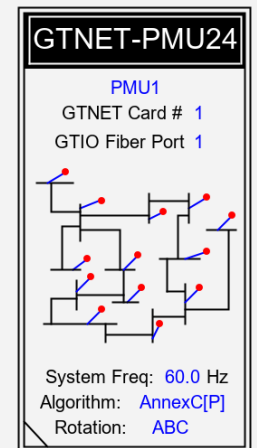 GTNET-PMU24
PMU1
GTNET Card # 1
GTIO Fiber Port 1
System Freq: 60.0 Hz
Algorithm: AnnexC[P]
Rotation: ABC